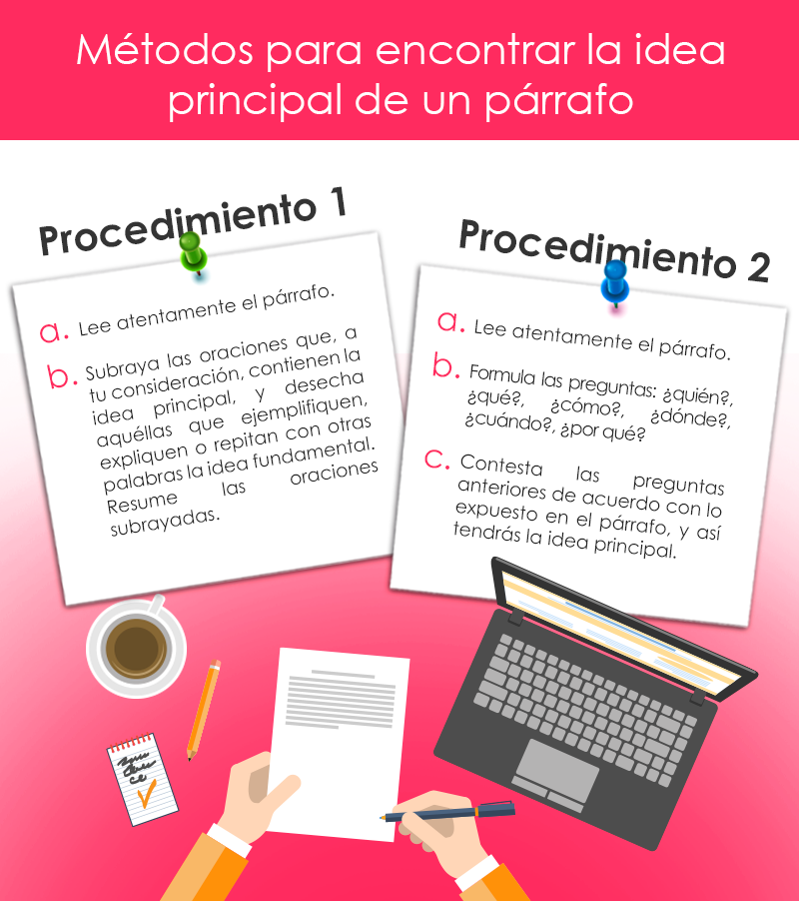 Métodos para encontrar la idea
principal de un párrafo
Procedimiento 1
a. Lee atentamente el párrafo.
b. Subraya las oraciones que, a
tu consideración, contienen la
idea principal, y desecha
aquéllas que ejemplifiquen,
expliquen o repitan con otras
palabras la idea fundamental.
Resume las oraciones
subrayadas.
Procedimiento 2
a. Lee atentamente el párrafo.
b. Formula las preguntas: ¿quién?,
¿qué?, ¿cómo?, ¿dónde?,
¿cuándo?, ¿por qué?
c. Contesta las preguntas
anteriores de acuerdo con lo
expuesto en el párrafo, y así
tendrás la idea principal.